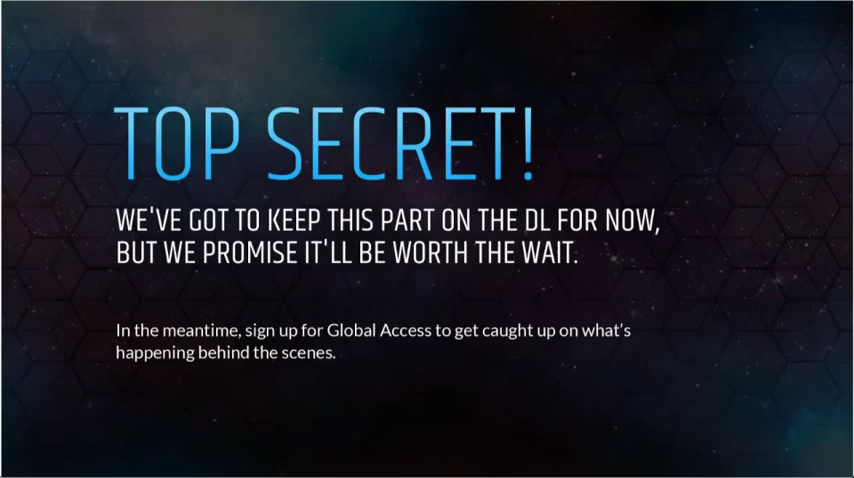 TOP SECRET!
WE'VE GOT TO KEEP THIS PART ON THE DL FOR NOW,
BUT WE PROMISE IT'LL BE WORTH THE WAIT.
In the meantime, sign up for Global Access to get caught up on what’s
happening behind the scenes.